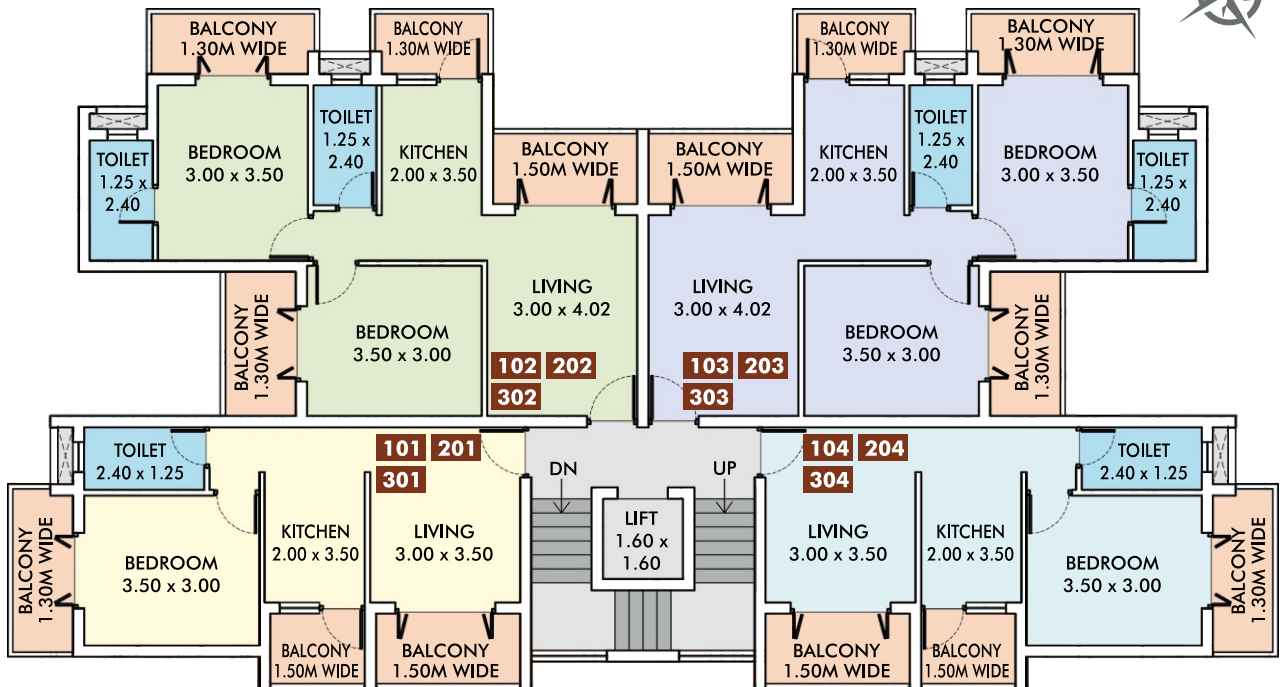 BALCONY
1.30M WIDE
BALCONY
1.30M WIDE
BALCONY
1.30M WIDE
BALCONY
1.30M WIDE
TOILET
1.25 x
2.40
BEDROOM
3.00 x 3.50
TOILET
1.25 x
2.40
KITCHEN
2.00 x 3.50
BALCONY
1.50M WIDE
BALCONY
1.50M WIDE
KITCHEN
2.00 x 3.50
TOILET
1.25 x
2.40
BEDROOM
3.00 x 3.50
TOILET
1.25 x
2.40
BALCONY
1.30M WIDE
BEDROOM
3.50 x 3.00
LIVING
3.00 x 4.02
102 202
302
LIVING
3.00 x 4.02
103 203
303
BEDROOM
3.50 x 3.00
BALCONY
1.30M WIDE
TOILET
2.40 x 1.25
101 201
301
DN
UP
104 204
304
TOILET
2.40 x 1.25
BALCONY
1.30M WIDE
BEDROOM
3.50 x 3.00
KITCHEN
2.00 x 3.50
LIVING
3.00 x 3.50
LIFT
1.60 x
1.60
LIVING
3.00 x 3.50
KITCHEN
2.00 x 3.50
BEDROOM
3.50 x 3.00
BALCONY
1.30M WIDE
BALCONY
1.50M WIDE
BALCONY
1.50M WIDE
BALCONY
1.50M WIDE
BALCONY
1.50M WIDE